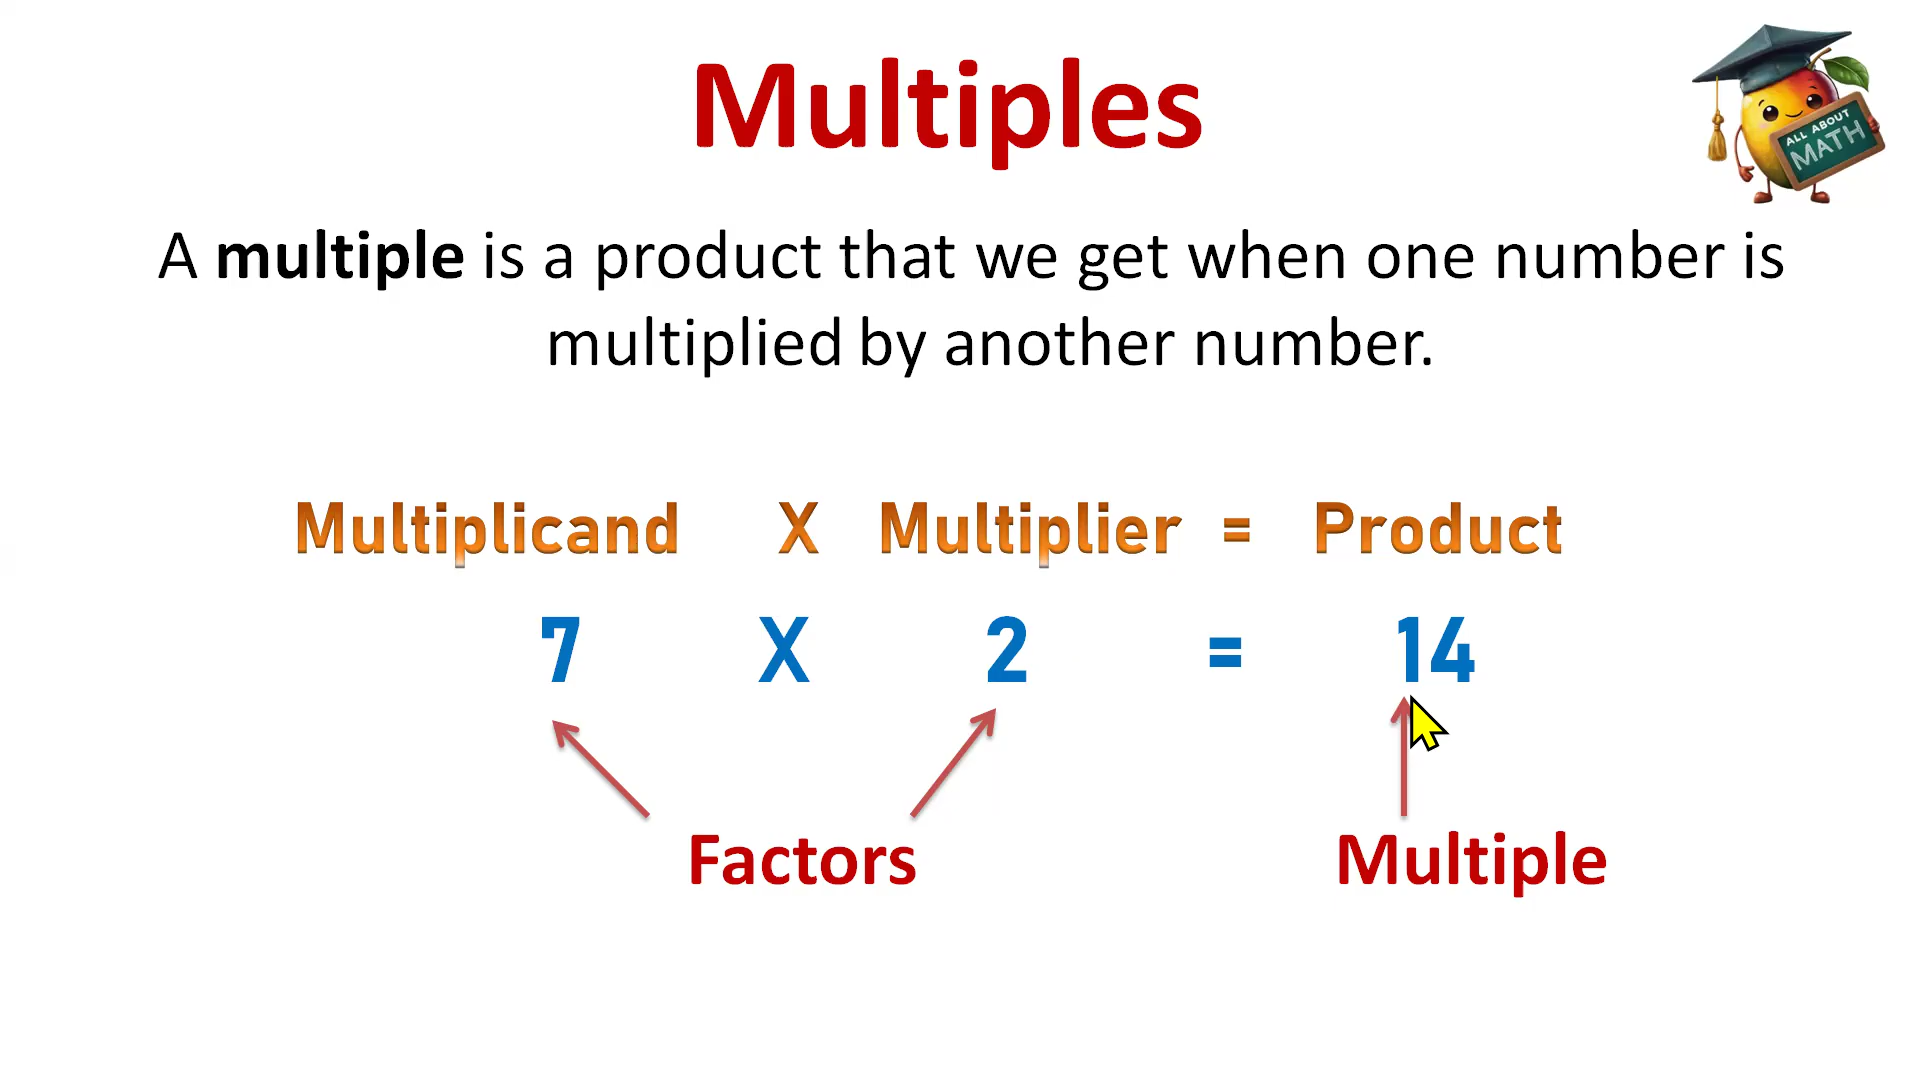 Multiples
ALL ABOUT
MATH
A multiple is a product that we get when one number is
multiplied by another number.
Multiplicand X Multiplier = Product
7 X 2 = 14
Factors Multiple